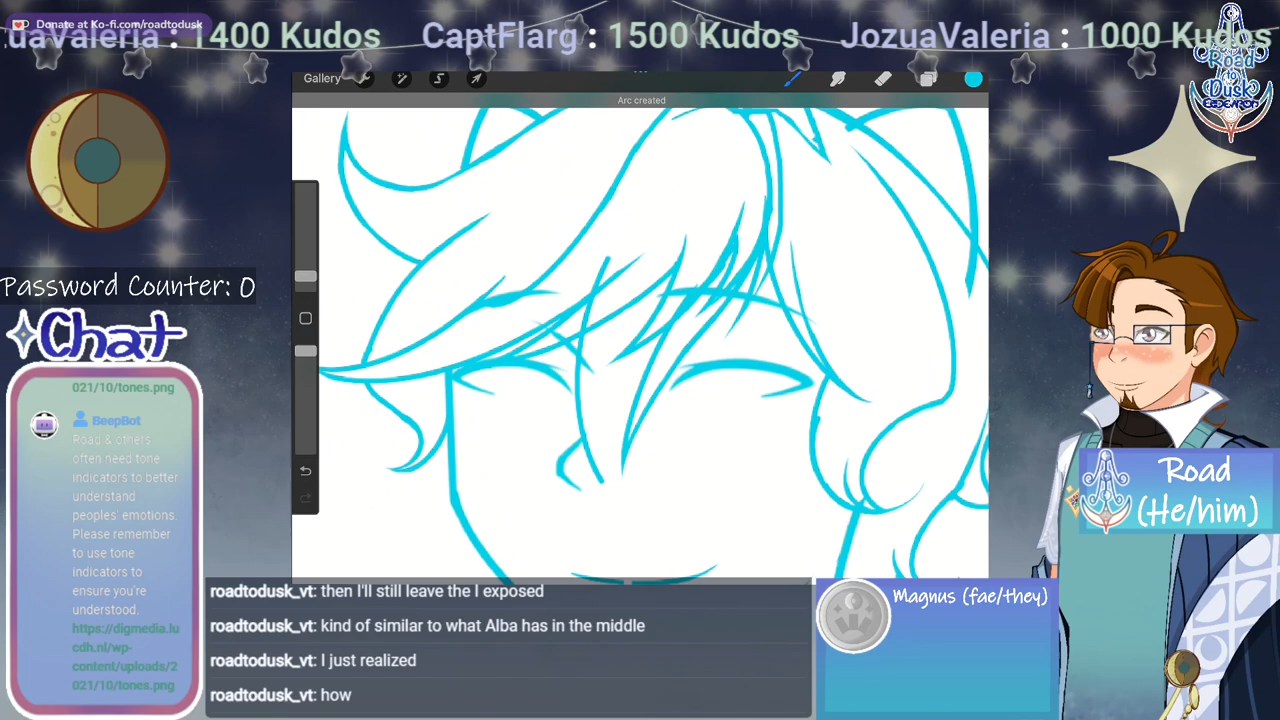 Donate at Ko-fi.com/roadtodusk
uaValeria : 1400 Kudos CaptFlarg : 1500 Kudos JozuaValeria : 1000 Kudos
Road
to
Dusk
Gallery
Arc created
Password Counter: 0
Chat
021/10/tones.png
BeepBot
Road & others
often need tone
indicators to better
understand
peoples' emotions.
Please remember
to use tone
indicators to
ensure you're
understood.
https://digmedia.lu
cdh.nl/wp-
content/uploads/2
021/10/tones.png
Road
(He/him)
roadtodusk_vt: then I'll still leave the I exposed
roadtodusk_vt: kind of similar to what Alba has in the middle
roadtodusk_vt: I just realized
roadtodusk_vt: how
Magnus (fae/they)